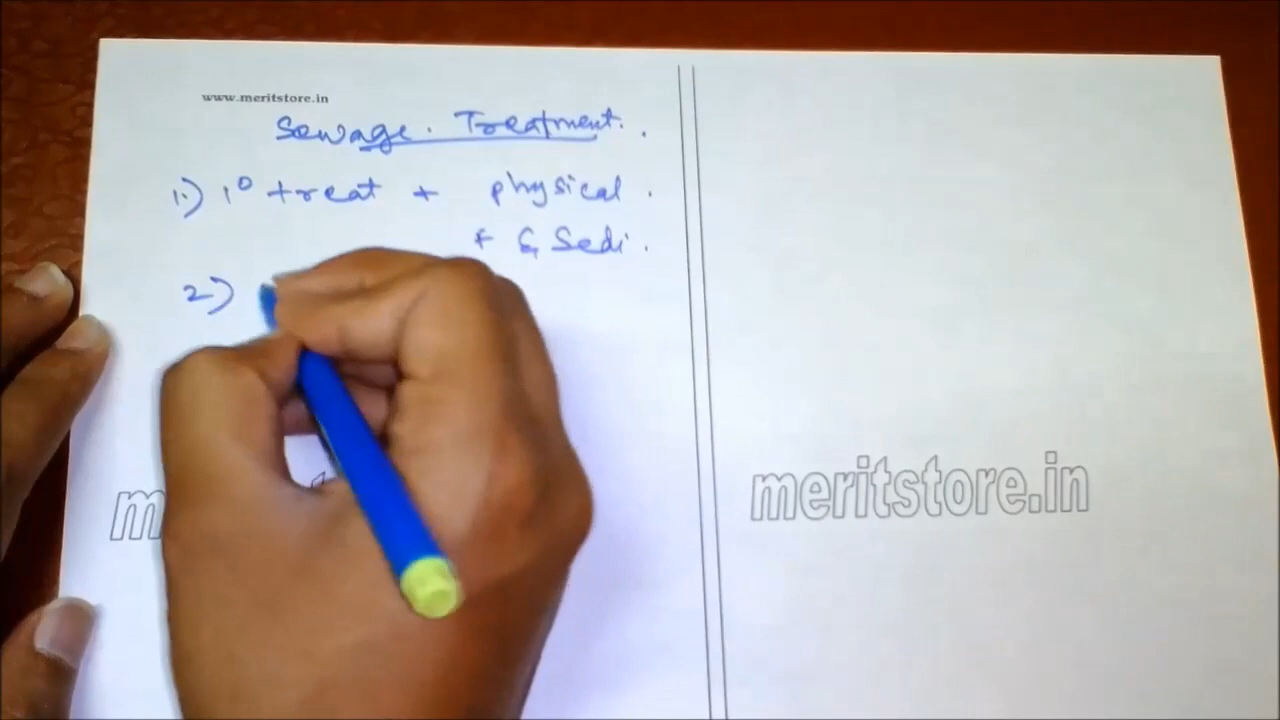 www.meritstore.in
Sewage. Treatment.
1.) 1° treat + physical.
+ & Sedi.
2.)
m
meritstore.in